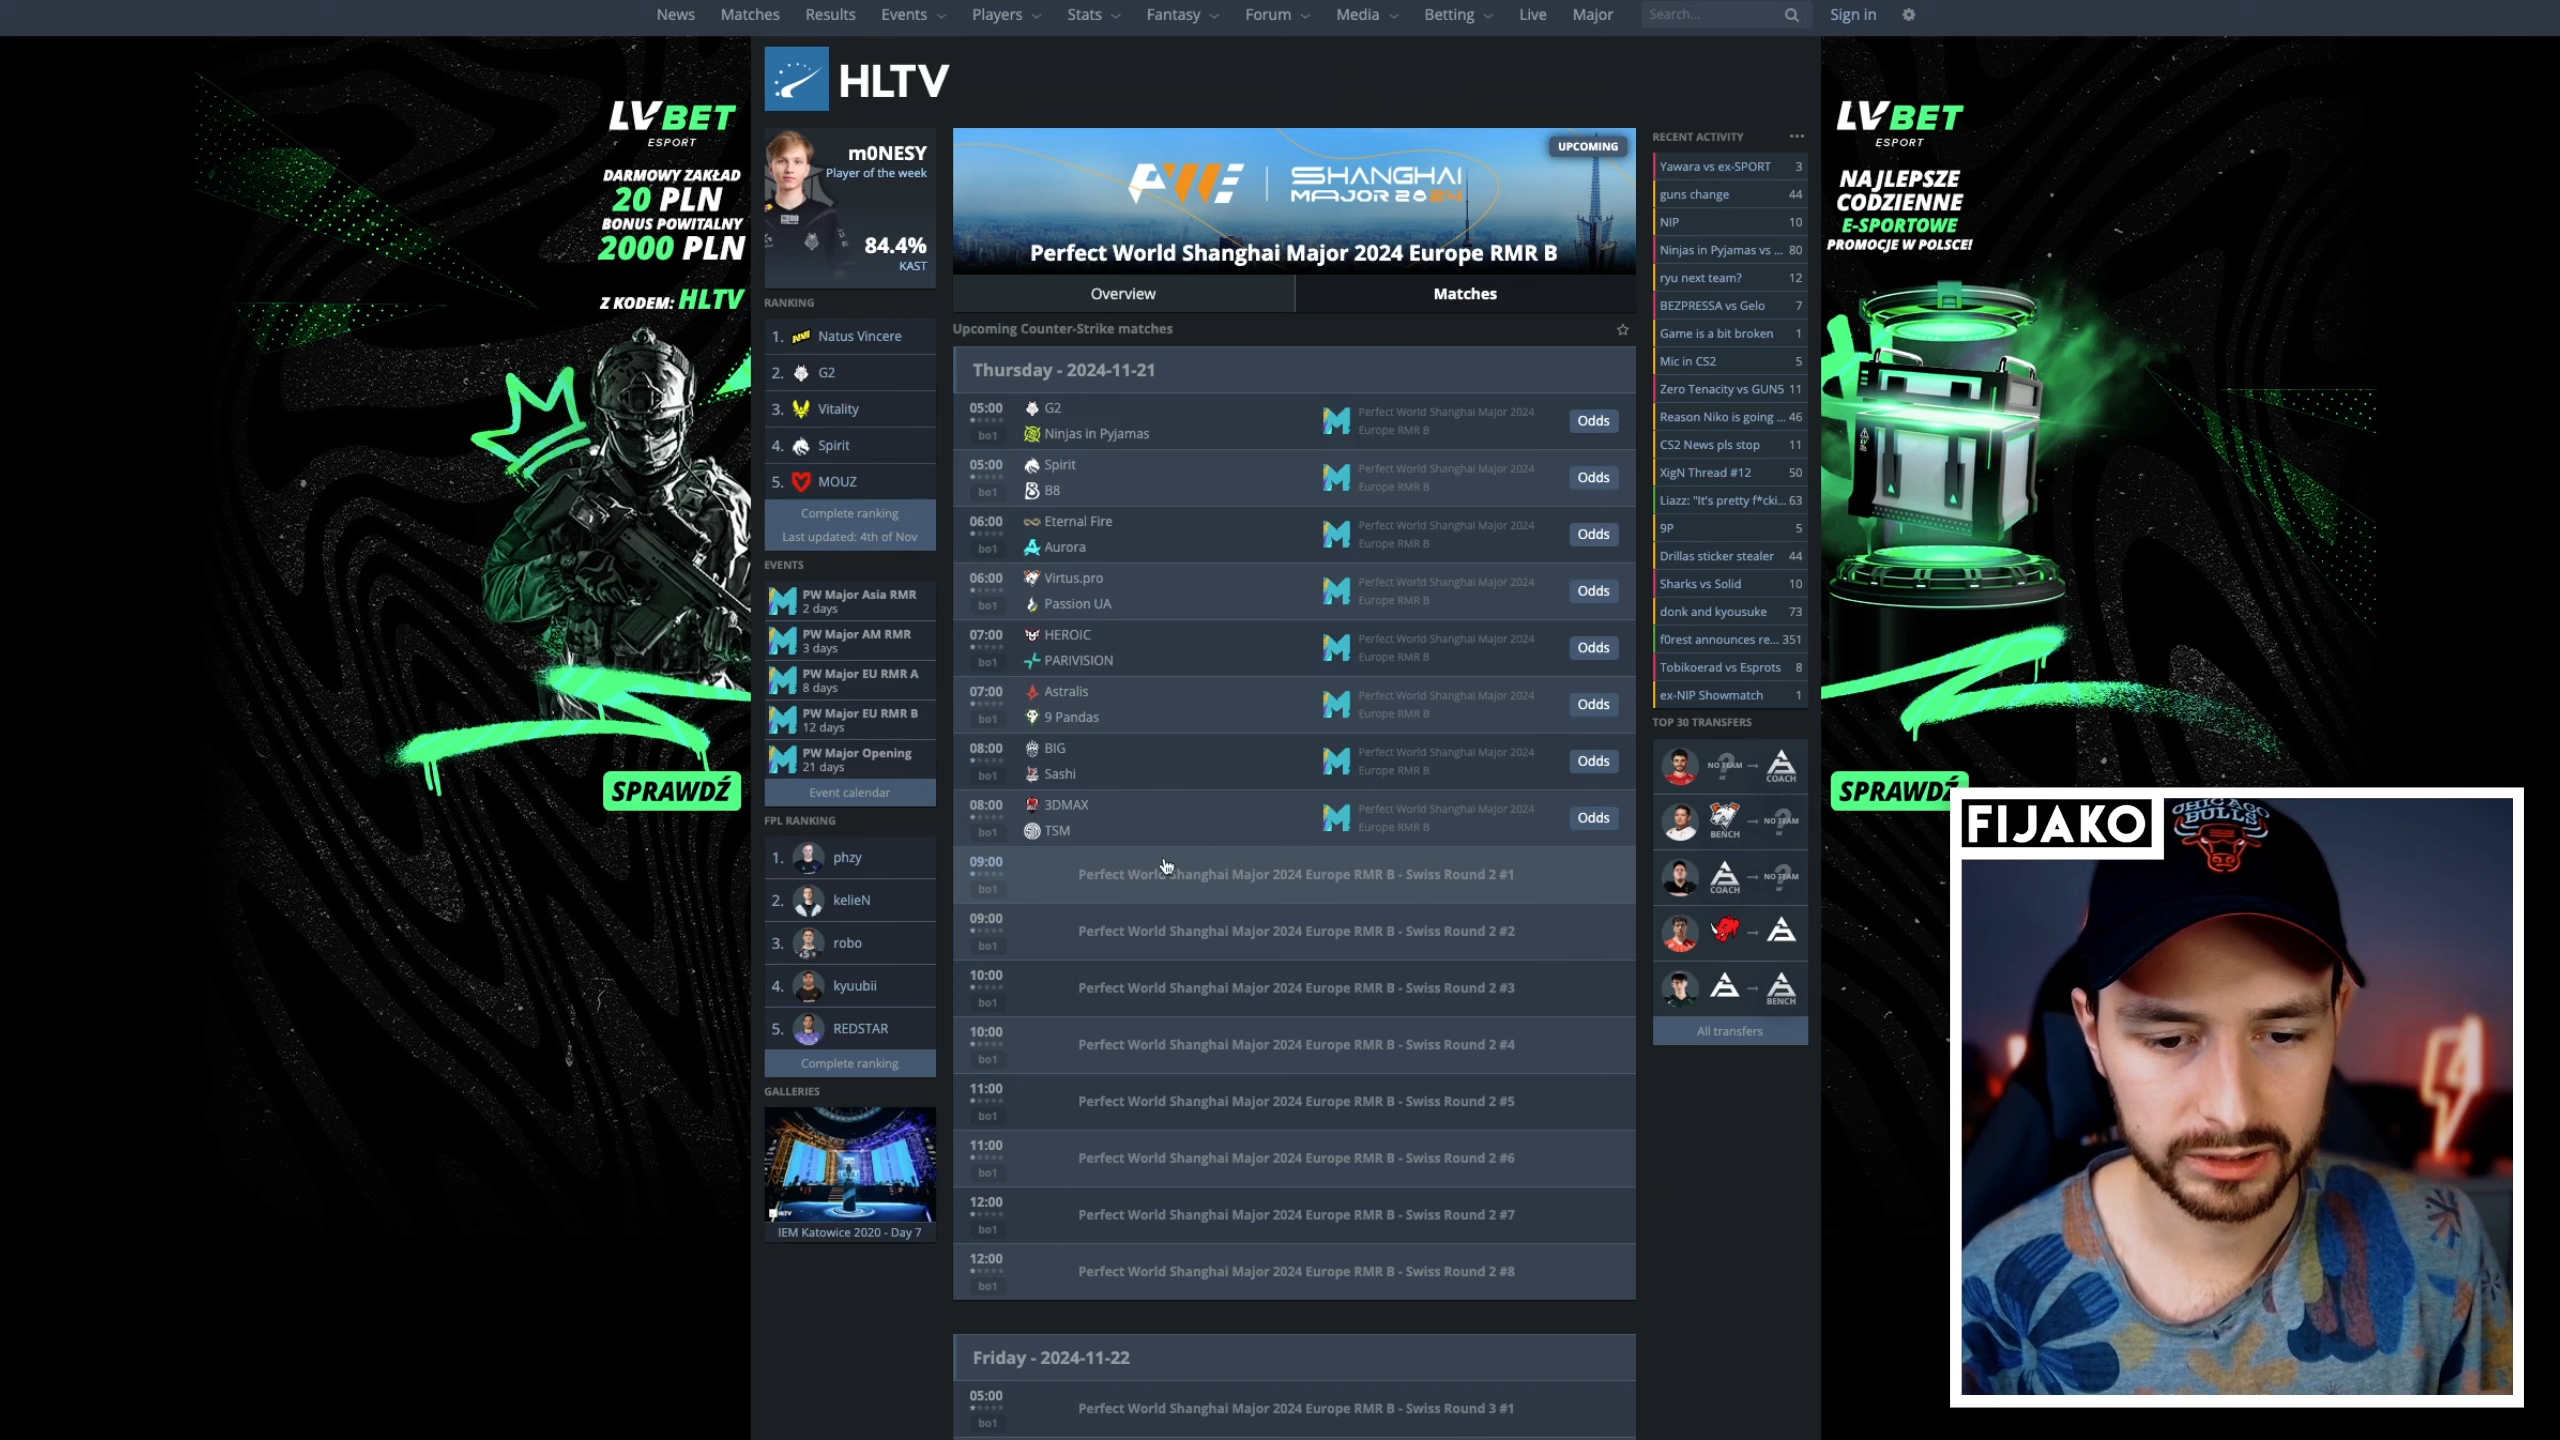 News Matches Results Events Players Stats Fantasy Forum Media Betting Live Major Search... Sign in
HLTV
LVBET
ESPORT
DARMOWY ZAKŁAD
20 PLN
BONUS POWITALNY
2000 PLN
Z KODEM: HLTV
SPRAWDŹ
m0NESY
Player of the week
84.4%
KAST
RANKING
1. Natus Vincere
2. G2
3. Vitality
4. Spirit
5. MOUZ
Complete ranking
Last updated: 4th of Nov
EVENTS
PW Major Asia RMR
2 days
PW Major AM RMR
3 days
PW Major EU RMR A
8 days
PW Major EU RMR B
12 days
PW Major Opening
21 days
Event calendar
FPL RANKING
1. phzy
2. kelieN
3. robo
4. kyuubii
5. REDSTAR
Complete ranking
GALLERIES
HLTV
IEM Katowice 2020 - Day 7
UPCOMING
SHANGHAI
MAJOR 2024
Perfect World Shanghai Major 2024 Europe RMR B
Overview Matches
Upcoming Counter-Strike matches
Thursday - 2024-11-21
05:00 G2 Perfect World Shanghai Major 2024 Odds
bo1 Ninjas in Pyjamas Europe RMR B
05:00 Spirit Perfect World Shanghai Major 2024 Odds
bo1 B8 Europe RMR B
06:00 Eternal Fire Perfect World Shanghai Major 2024 Odds
bo1 Aurora Europe RMR B
06:00 Virtus.pro Perfect World Shanghai Major 2024 Odds
bo1 Passion UA Europe RMR B
07:00 HEROIC Perfect World Shanghai Major 2024 Odds
bo1 PARIVISION Europe RMR B
07:00 Astralis Perfect World Shanghai Major 2024 Odds
bo1 9 Pandas Europe RMR B
08:00 BIG Perfect World Shanghai Major 2024 Odds
bo1 Sashi Europe RMR B
08:00 3DMAX Perfect World Shanghai Major 2024 Odds
bo1 TSM Europe RMR B
09:00
bo1 Perfect World Shanghai Major 2024 Europe RMR B - Swiss Round 2 #1
09:00
bo1 Perfect World Shanghai Major 2024 Europe RMR B - Swiss Round 2 #2
10:00
bo1 Perfect World Shanghai Major 2024 Europe RMR B - Swiss Round 2 #3
10:00
bo1 Perfect World Shanghai Major 2024 Europe RMR B - Swiss Round 2 #4
11:00
bo1 Perfect World Shanghai Major 2024 Europe RMR B - Swiss Round 2 #5
11:00
bo1 Perfect World Shanghai Major 2024 Europe RMR B - Swiss Round 2 #6
12:00
bo1 Perfect World Shanghai Major 2024 Europe RMR B - Swiss Round 2 #7
12:00
bo1 Perfect World Shanghai Major 2024 Europe RMR B - Swiss Round 2 #8
Friday - 2024-11-22
05:00
bo1 Perfect World Shanghai Major 2024 Europe RMR B - Swiss Round 3 #1
RECENT ACTIVITY
Yawara vs ex-SPORT 3
guns change 44
NIP 10
Ninjas in Pyjamas vs ... 80
ryu next team? 12
BEZPRESSA vs Gelo 7
Game is a bit broken 1
Mic in CS2 5
Zero Tenacity vs GUN5 11
Reason Niko is going ... 46
CS2 News pls stop 11
XigN Thread #12 50
Liazz: "It's pretty f*cki... 63
9P 5
Drillas sticker stealer 44
Sharks vs Solid 10
donk and kyousuke 73
f0rest announces re... 351
Tobikoerad vs Esprots 8
ex-NIP Showmatch 1
TOP 30 TRANSFERS
NO TEAM COACH
BENCH NO TEAM
COACH NO TEAM
BENCH
All transfers
LVBET
ESPORT
NAJLEPSZE
CODZIENNE
E-SPORTOWE
PROMOCJE W POLSCE!
SPRAWDŹ
FIJAKO
CHICAGO
BULLS